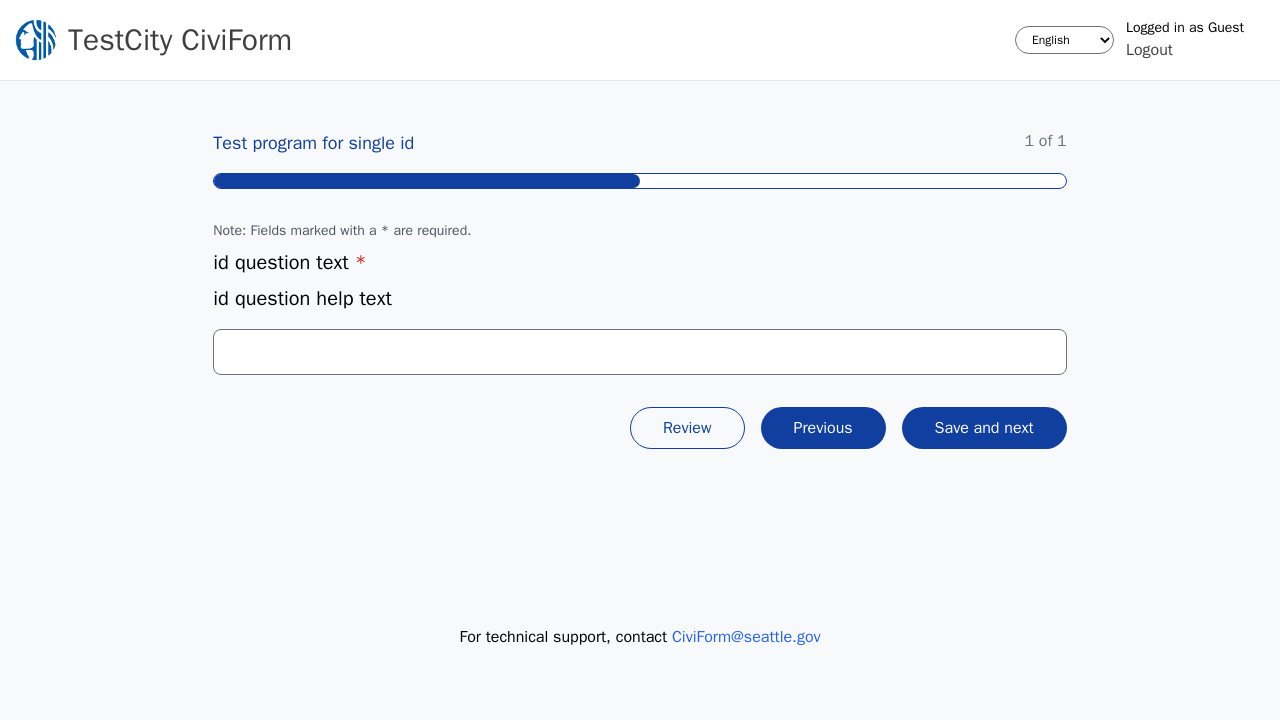 TestCity CiviForm
English
Logged in as Guest
Logout
Test program for single id
1 of 1
Note: Fields marked with a * are required.
id question text *
id question help text
Review
Previous
Save and next
For technical support, contact CiviForm@seattle.gov